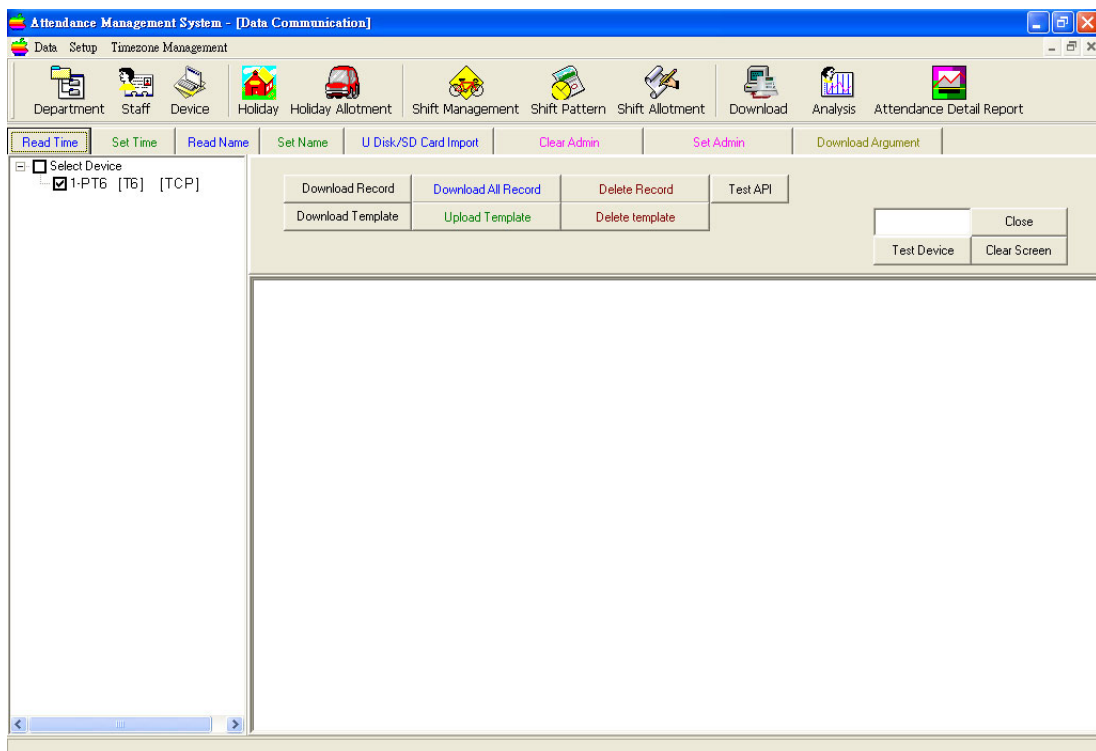 Attendance Management System - [Data Communication]
Data Setup Timezone Management
Department Staff Device Holiday Holiday Allotment Shift Management Shift Pattern Shift Allotment Download Analysis Attendance Detail Report
Read Time Set Time Read Name Set Name U Disk/SD Card Import Clear Admin Set Admin Download Argument
Select Device
1-PT6 [T6] [TCP]
Download Record Download All Record Delete Record Test API
Download Template Upload Template Delete template
Close
Test Device Clear Screen